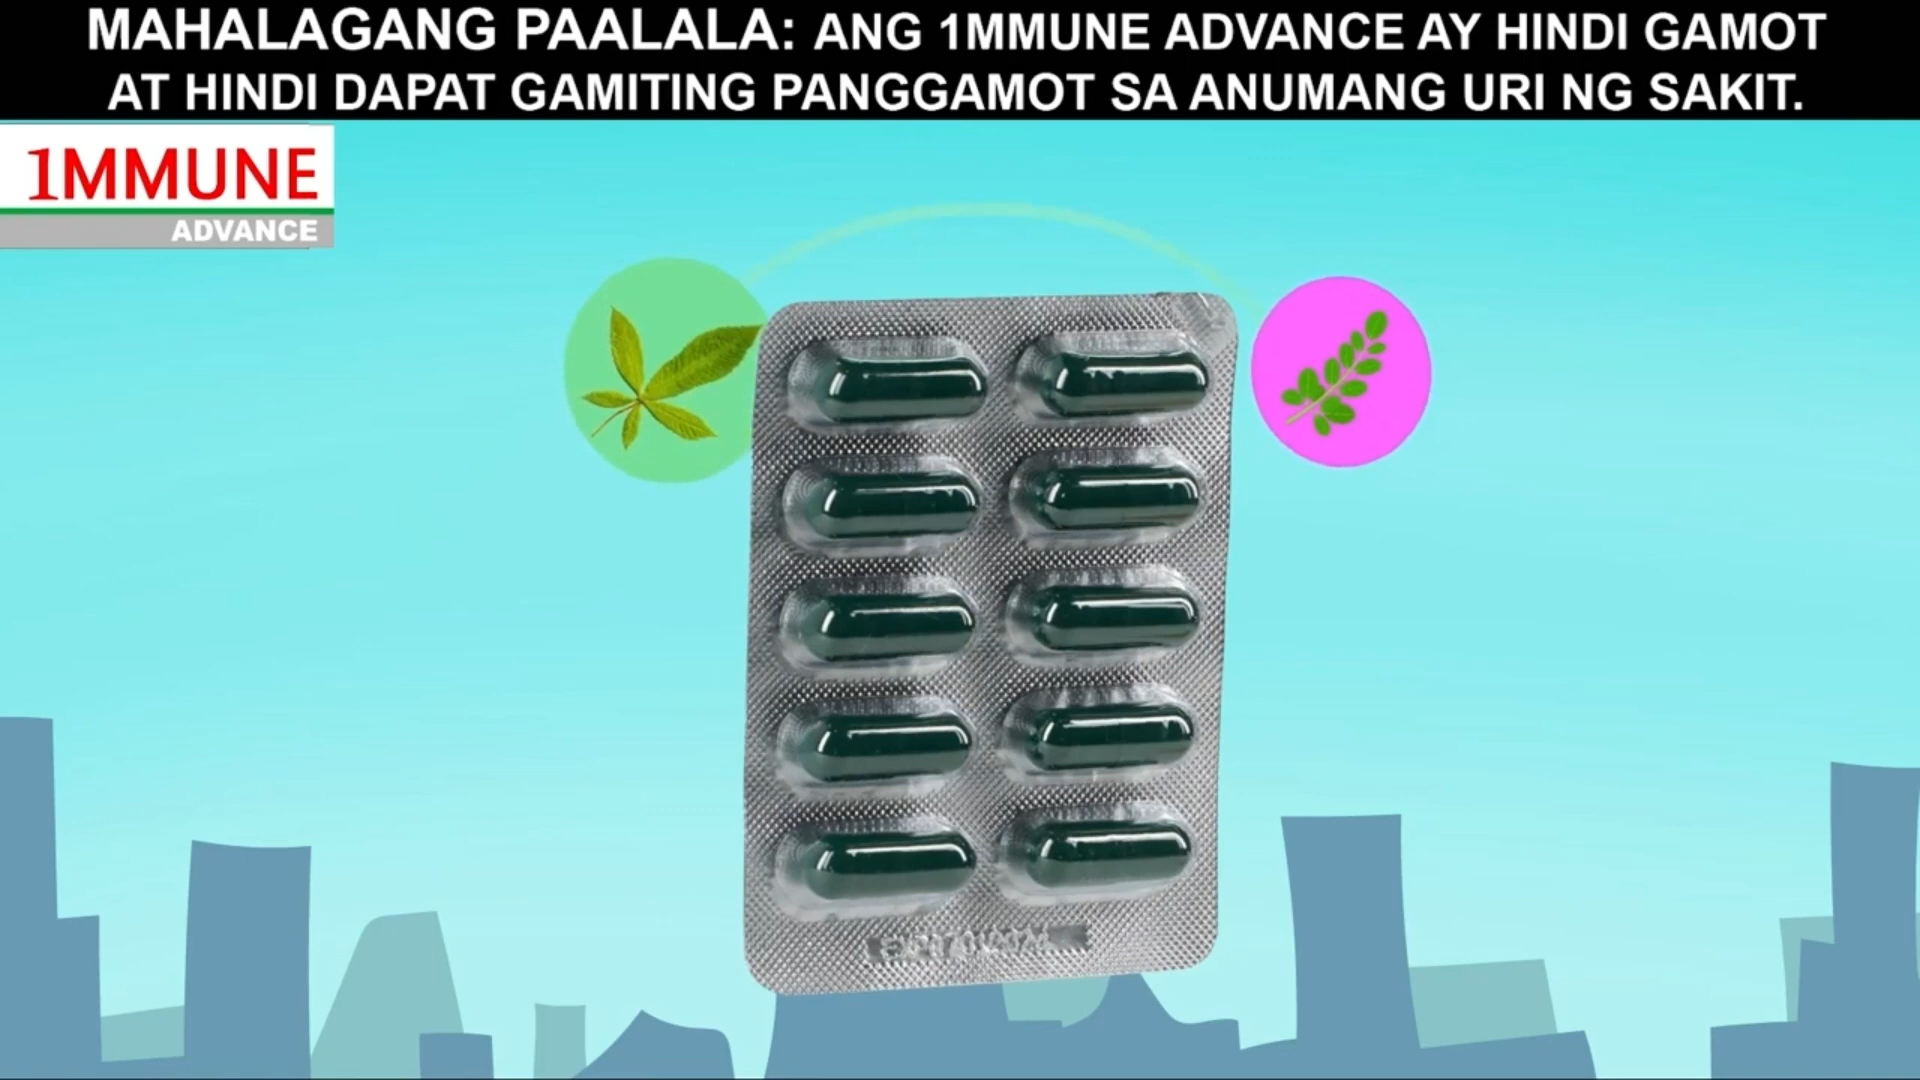 MAHALAGANG PAALALA: ANG 1MMUNE ADVANCE AY HINDI GAMOT
AT HINDI DAPAT GAMITING PANGGAMOT SA ANUMANG URI NG SAKIT.
1MMUNE
ADVANCE